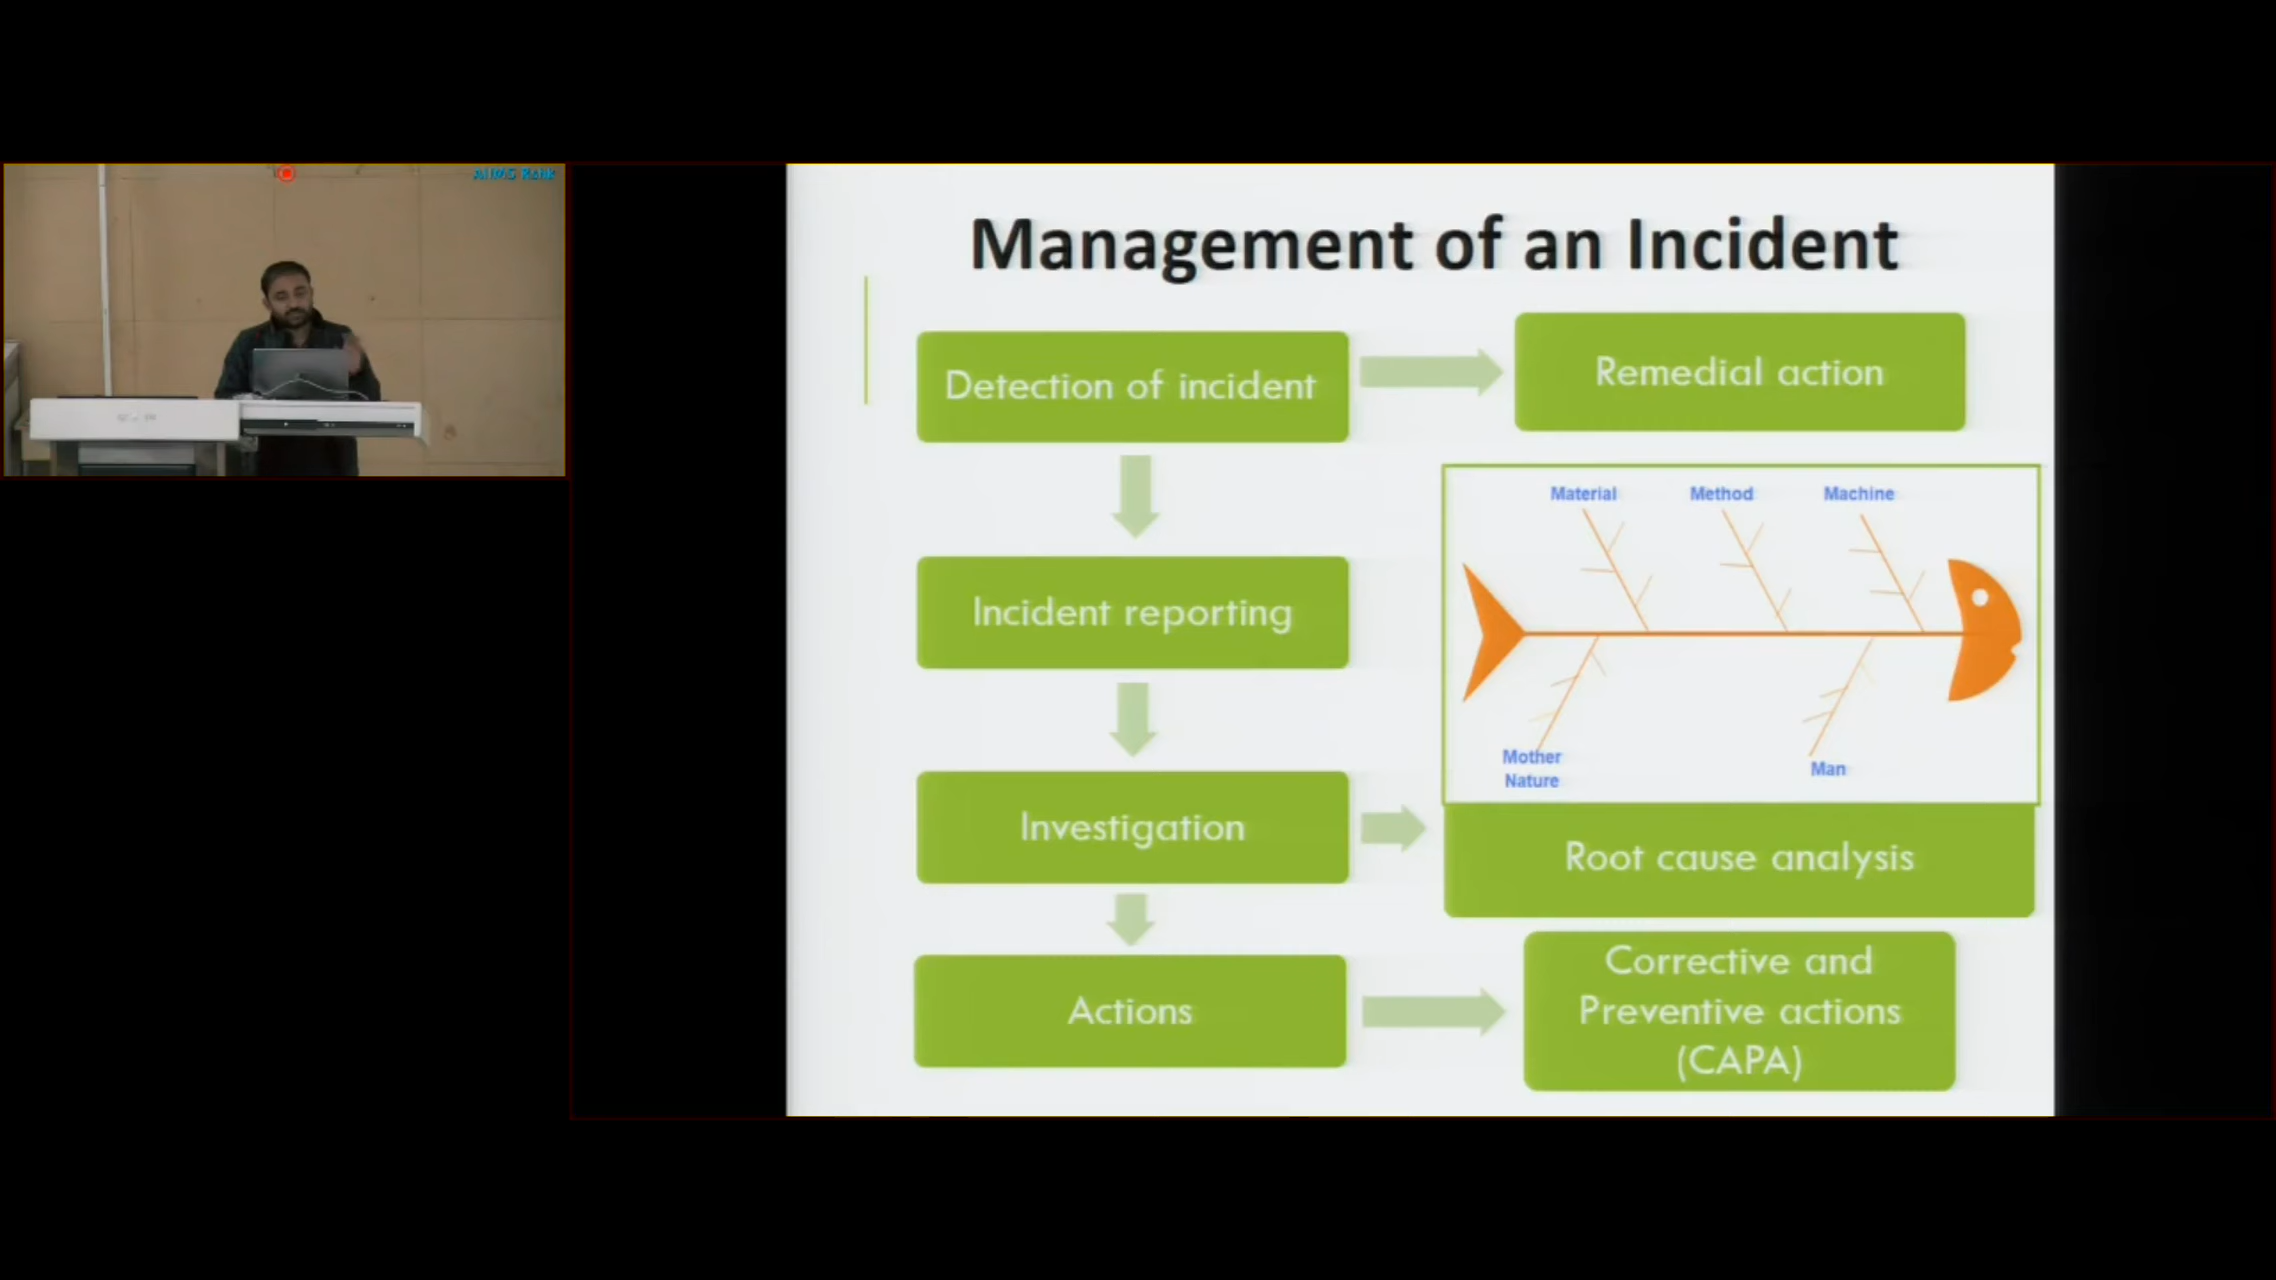 Management of an Incident
Detection of incident
Remedial action
Material
Method
Machine
Incident reporting
Mother
Nature
Man
Investigation
Root cause analysis
Actions
Corrective and
Preventive actions
(CAPA)